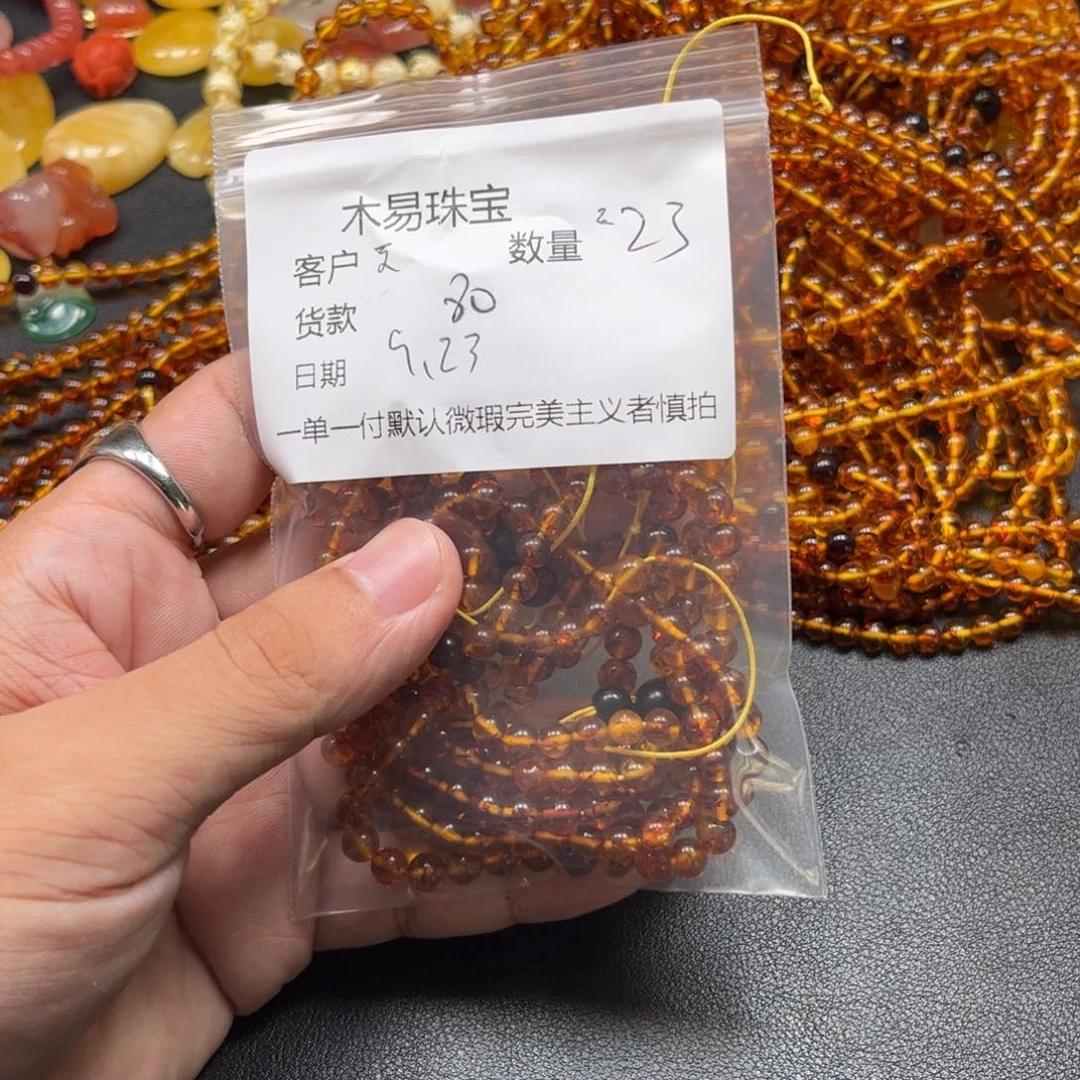 木易珠宝
客户 数量 23
货款 80
日期 9.23
一单一付默认微瑕完美主义者慎拍